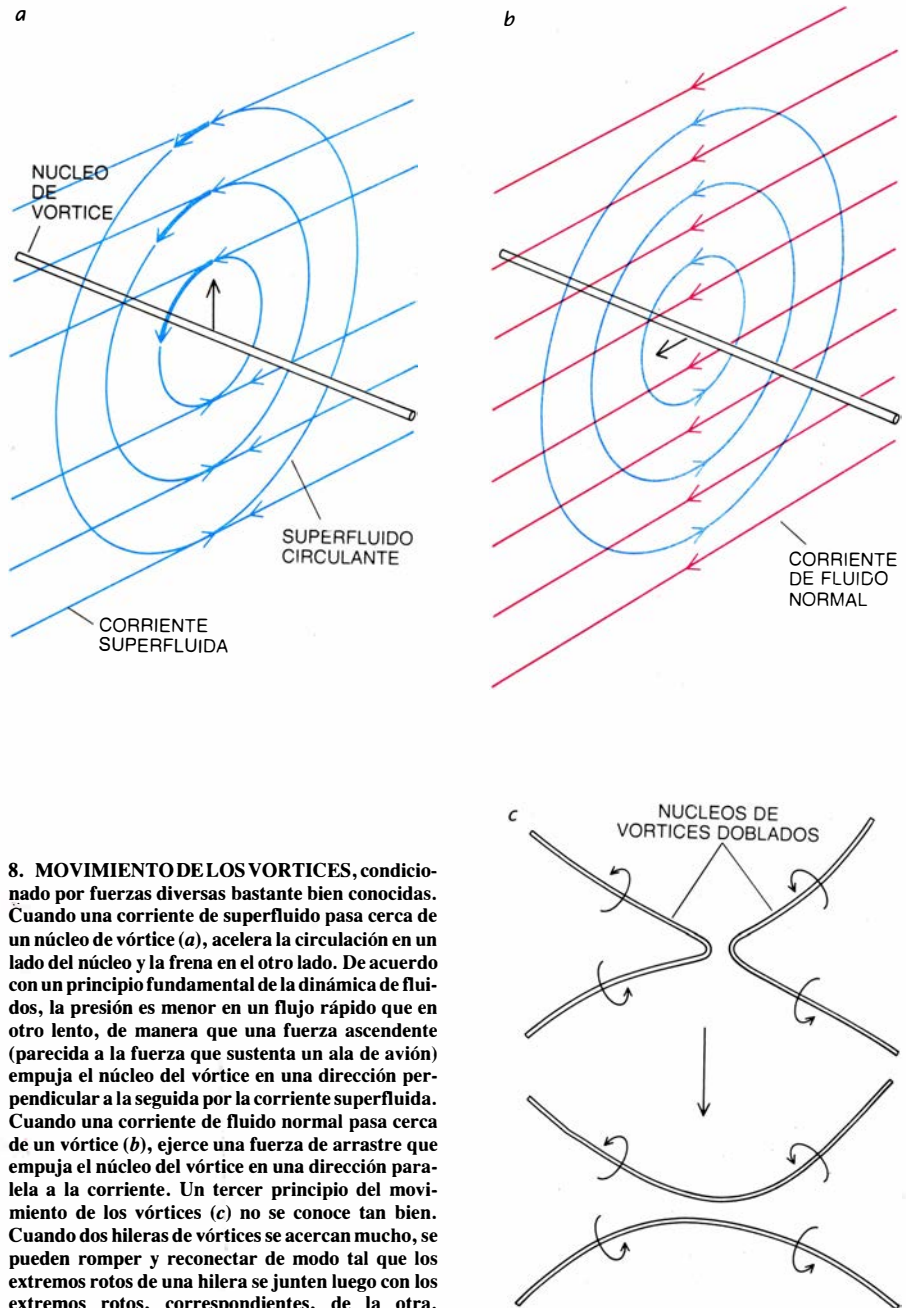 a
b
NUCLEO
DE
VORTICE
SUPERFLUIDO
CIRCULANTE
CORRIENTE
SUPERFLUIDA
CORRIENTE
DE FLUIDO
NORMAL
c
NUCLEOS DE
VORTICES DOBLADOS
8. MOVIMIENTO DE LOS VORTICES, condicio-
nado por fuerzas diversas bastante bien conocidas.
Cuando una corriente de superfluido pasa cerca de
un núcleo de vórtice (a), acelera la circulación en un
lado del núcleo y la frena en el otro lado. De acuerdo
con un principio fundamental de la dinámica de flui-
dos, la presión es menor en un flujo rápido que en
otro lento, de manera que una fuerza ascendente
(parecida a la fuerza que sustenta un ala de avión)
empuja el núcleo del vórtice en una dirección per-
pendicular a la seguida por la corriente superfluida.
Cuando una corriente de fluido normal pasa cerca
de un vórtice (b), ejerce una fuerza de arrastre que
empuja el núcleo del vórtice en una dirección para-
lela a la corriente. Un tercer principio del movi-
miento de los vórtices (c) no se conoce tan bien.
Cuando dos hileras de vórtices se acercan mucho, se
pueden romper y reconectar de modo tal que los
extremos rotos de una hilera se junten luego con los
extremos rotos, correspondientes, de la otra.